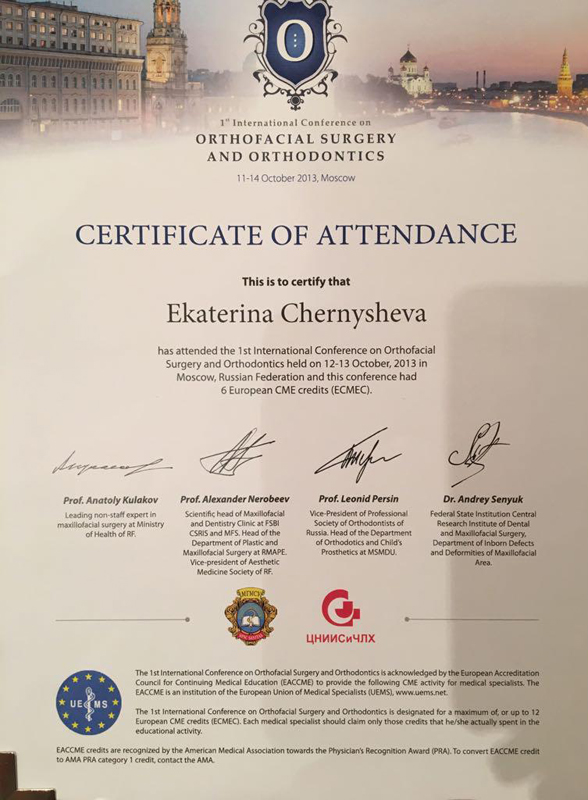 O
1st International Conference on
ORTHOFACIAL SURGERY
AND ORTHODONTICS
11-14 October 2013, Moscow
CERTIFICATE OF ATTENDANCE
This is to certify that
Ekaterina Chernysheva
has attended the 1st International Conference on Orthofacial
Surgery and Orthodontics held on 12-13 October, 2013 in
Moscow, Russian Federation and this conference had
6 European CME credits (ECMEC).
Prof. Anatoly Kulakov
Leading non-staff expert in
maxillofacial surgery at Ministry
of Health of RF.
Prof. Alexander Nerobeev
Scientific head of Maxillofacial
and Dentistry Clinic at FSBI
CSRIS and MFS. Head of the
Department of Plastic and
Maxillofacial Surgery at RMAPE.
Vice-president of Aesthetic
Medicine Society of RF.
Prof. Leonid Persin
Vice-President of Professional
Society of Orthodontists of
Russia. Head of the Department
of Orthodotics and Child's
Prosthetics at MSMDU.
Dr. Andrey Senyuk
Federal State Institution Central
Research Institute of Dental
and Maxillofacial Surgery,
Department of Inborn Defects
and Deformities of Maxillofacial
Area.
МГМСУ
ЦНИИСиЧЛХ
UEMS
The 1st International Conference on Orthofacial Surgery and Orthodontics is acknowledged by the European Accreditation
Council for Continuing Medical Education (EACCME) to provide the following CME activity for medical specialists. The
EACCME is an institution of the European Union of Medical Specialists (UEMS), www.uems.net.
The 1st International Conference on Orthofacial Surgery and Orthodontics is designated for a maximum of, or up to 12
European CME credits (ECMEC). Each medical specialist should claim only those credits that he/she actually spent in the
educational activity.
EACCME credits are recognized by the American Medical Association towards the Physician's Recognition Award (PRA). To convert EACCME credit
to AMA PRA category 1 credit, contact the AMA.